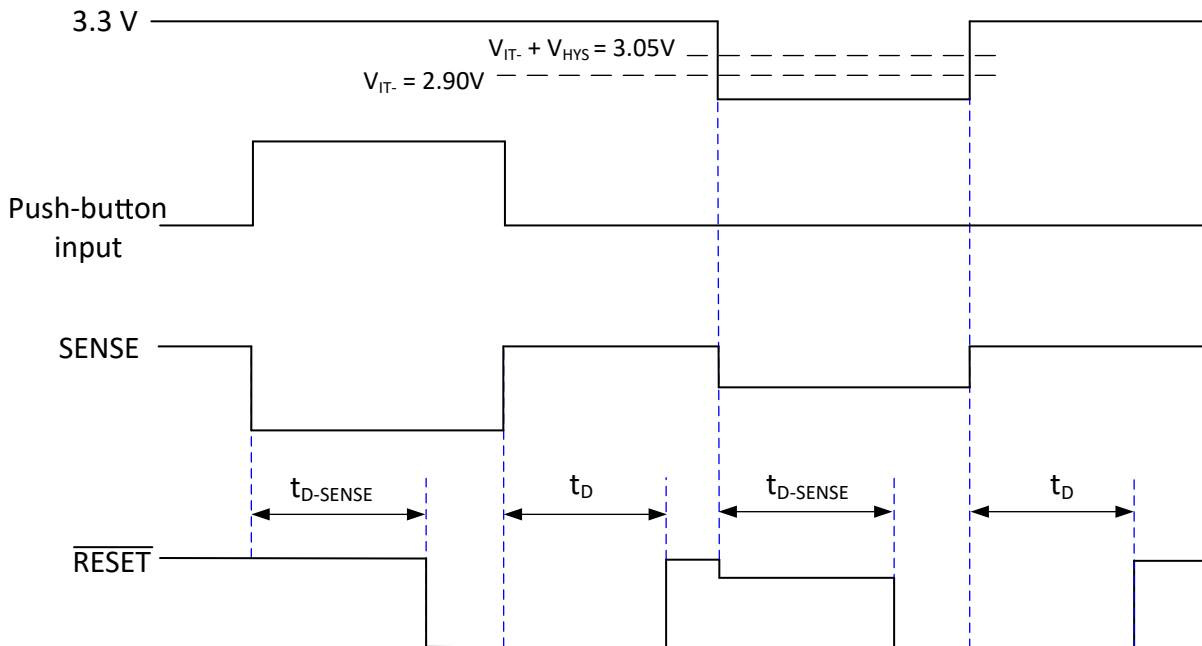 3.3 V
V_IT- + V_HYS = 3.05V
V_IT- = 2.90V
Push-button
input
SENSE
t_D-SENSE t_D t_D-SENSE t_D
RESET